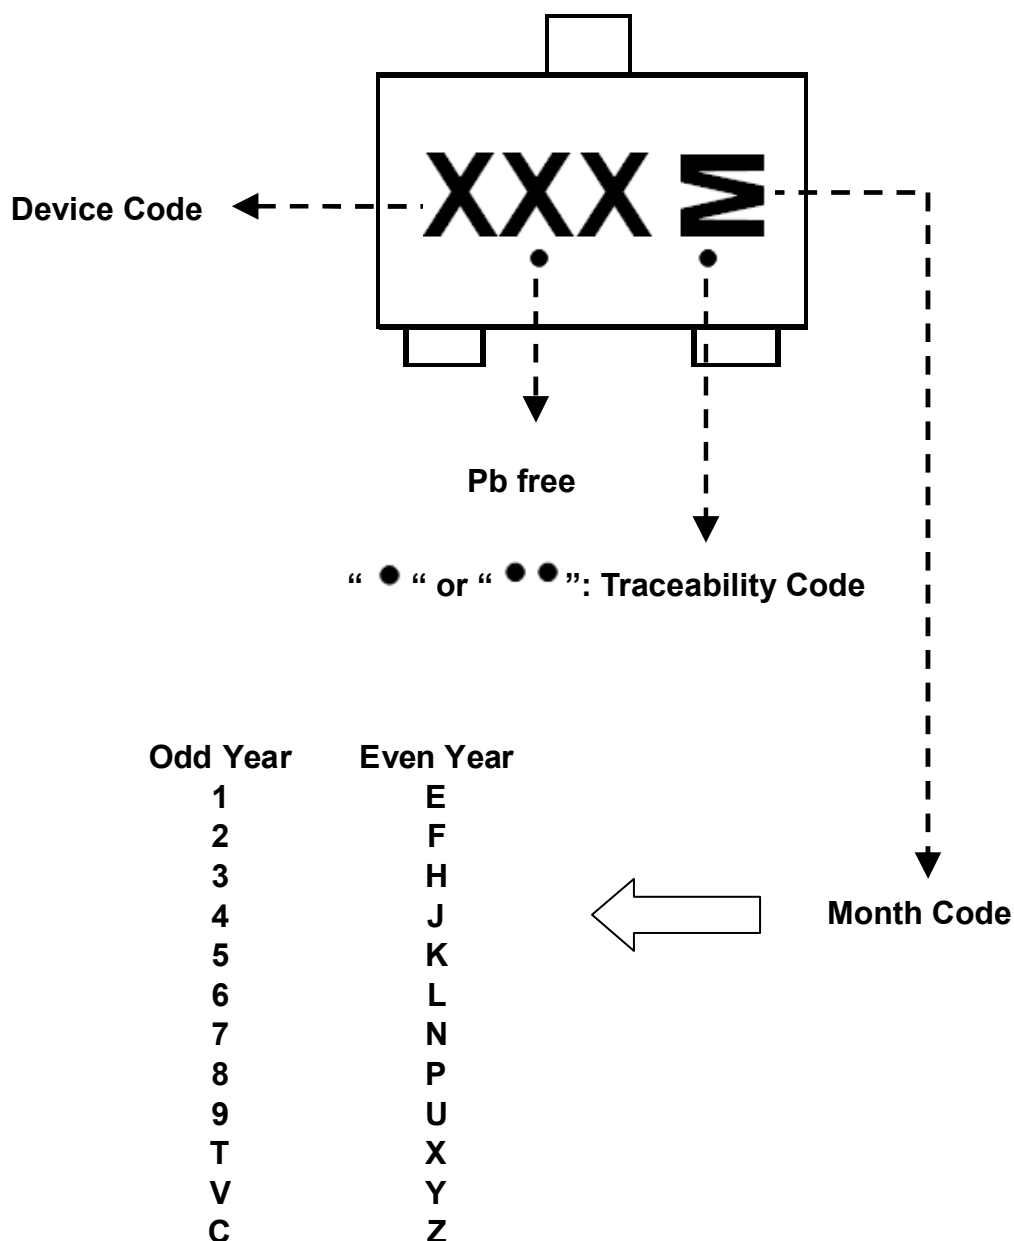 XXX M
Device Code
Pb free
“ • “ or “ • • ”: Traceability Code
Odd Year Even Year
1 E
2 F
3 H
4 J
Month Code
5 K
6 L
7 N
8 P
9 U
T X
V Y
C Z